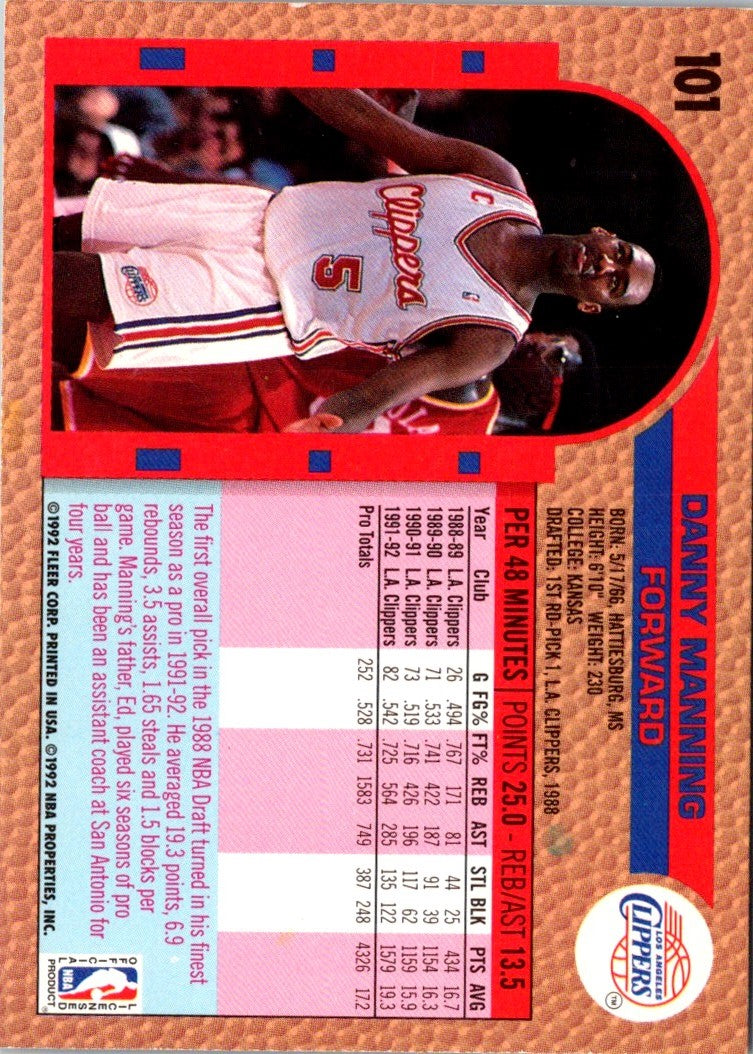 101
DANNY MANNING
FORWARD
BORN: 5/17/66, HATTIESBURG, MS
HEIGHT: 6'10" WEIGHT: 230
COLLEGE: KANSAS
DRAFTED: 1ST RD-PICK 1, L.A. CLIPPERS, 1988
LOS ANGELES
CLIPPERS
TM
C
Clippers
5
CLIPPERS
PER 48 MINUTES | POINTS 25.0 - REB/AST 13.5
Year Club G FG% FT% REB AST STL BLK PTS AVG
1988-89 L.A. Clippers 26 .494 .767 171 81 44 25 434 16.7
1989-90 L.A. Clippers 71 .533 .741 422 187 91 39 1154 16.3
1990-91 L.A. Clippers 73 .519 .716 426 196 117 62 1159 15.9
1991-92 L.A. Clippers 82 .542 .725 564 285 135 122 1579 19.3
Pro Totals 252 .528 .731 1583 749 387 248 4326 17.2
The first overall pick in the 1988 NBA Draft turned in his finest
season as a pro in 1991-92. He averaged 19.3 points, 6.9
rebounds, 3.5 assists, 1.65 steals and 1.5 blocks per
game. Manning's father, Ed, played six seasons of pro
ball and has been an assistant coach at San Antonio for
four years.
©1992 FLEER CORP. PRINTED IN USA. ©1992 NBA PROPERTIES, INC.
OFFICIAL LICENSED
NBA
PRODUCT